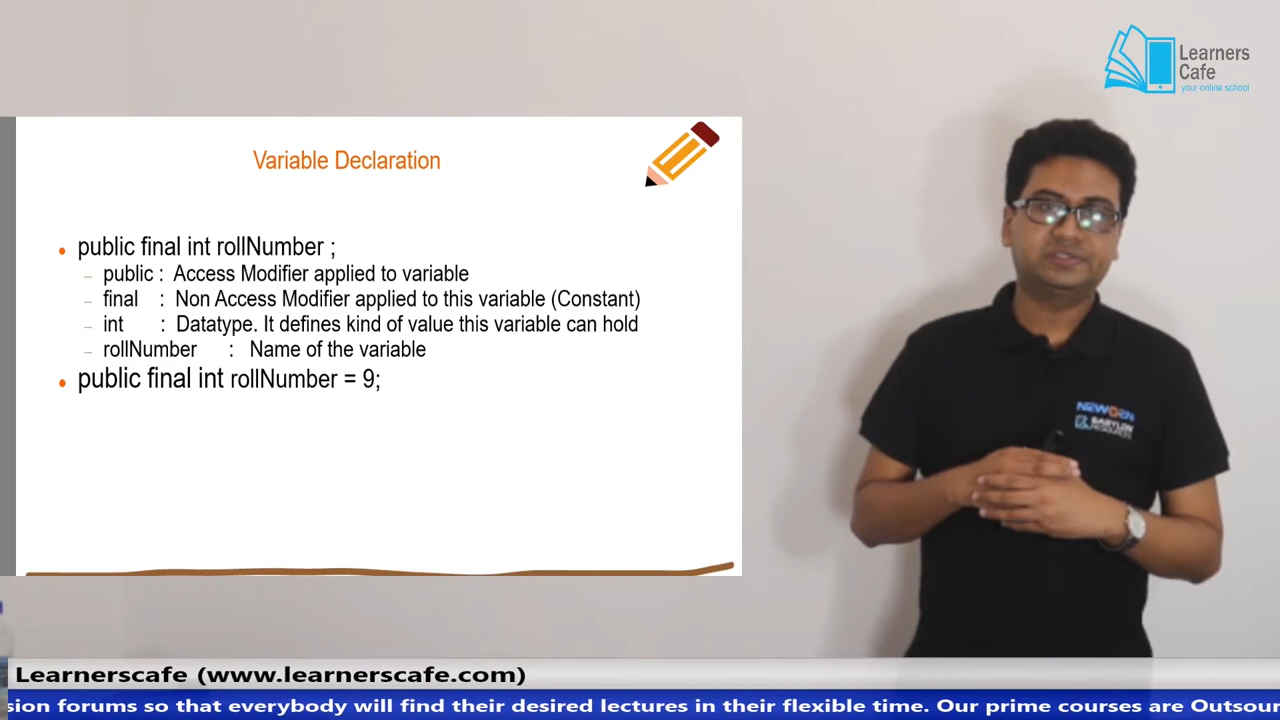 Learners
Cafe
your online school
Variable Declaration
• public final int rollNumber ;
– public : Access Modifier applied to variable
– final : Non Access Modifier applied to this variable (Constant)
– int : Datatype. It defines kind of value this variable can hold
– rollNumber : Name of the variable
• public final int rollNumber = 9;
NEWGEN
BABYLON
RESOURCES
Learnerscafe (www.learnerscafe.com)
sion forums so that everybody will find their desired lectures in their flexible time. Our prime courses are Outsour